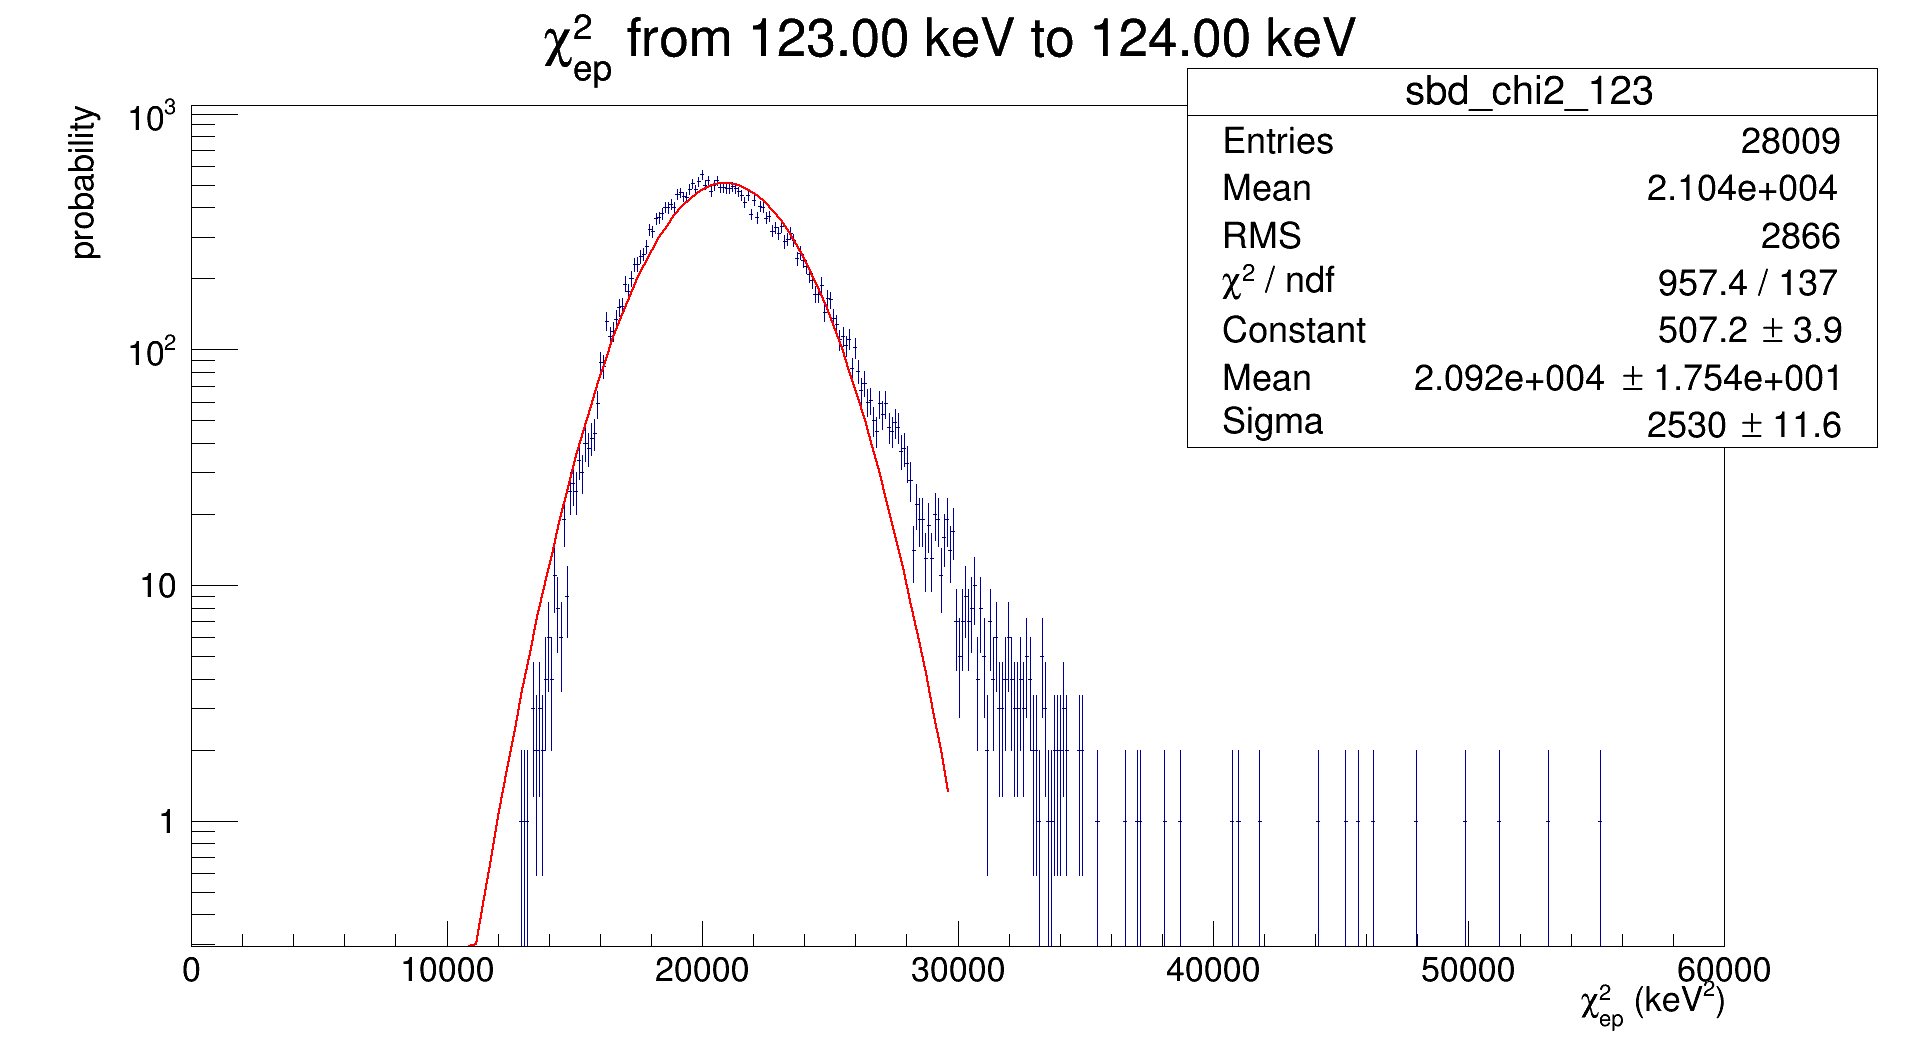 χ²ep from 123.00 keV to 124.00 keV
sbd_chi2_123
Entries 28009
Mean 2.104e+004
RMS 2866
χ² / ndf 957.4 / 137
Constant 507.2 ± 3.9
Mean 2.092e+004 ± 1.754e+001
Sigma 2530 ± 11.6
probability
10³
10²
10
1
0 10000 20000 30000 40000 50000 60000
χ²ep (keV²)